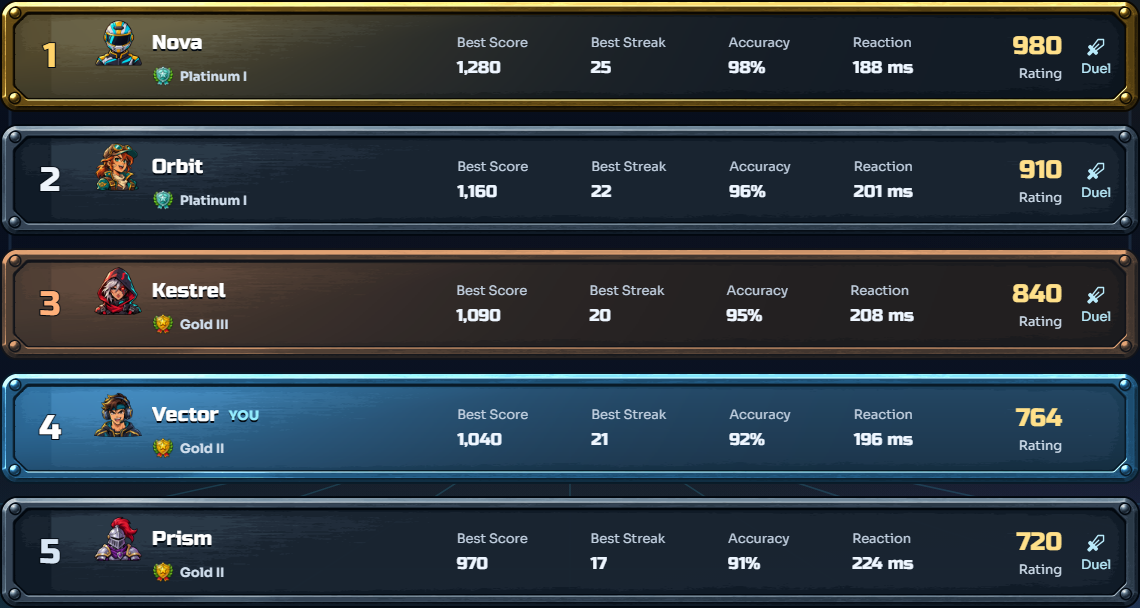 1
Nova
Platinum I
Best Score
1,280
Best Streak
25
Accuracy
98%
Reaction
188 ms
980
Rating
Duel
2
Orbit
Platinum I
Best Score
1,160
Best Streak
22
Accuracy
96%
Reaction
201 ms
910
Rating
Duel
3
Kestrel
Gold III
Best Score
1,090
Best Streak
20
Accuracy
95%
Reaction
208 ms
840
Rating
Duel
4
Vector YOU
Gold II
Best Score
1,040
Best Streak
21
Accuracy
92%
Reaction
196 ms
764
Rating
5
Prism
Gold II
Best Score
970
Best Streak
17
Accuracy
91%
Reaction
224 ms
720
Rating
Duel